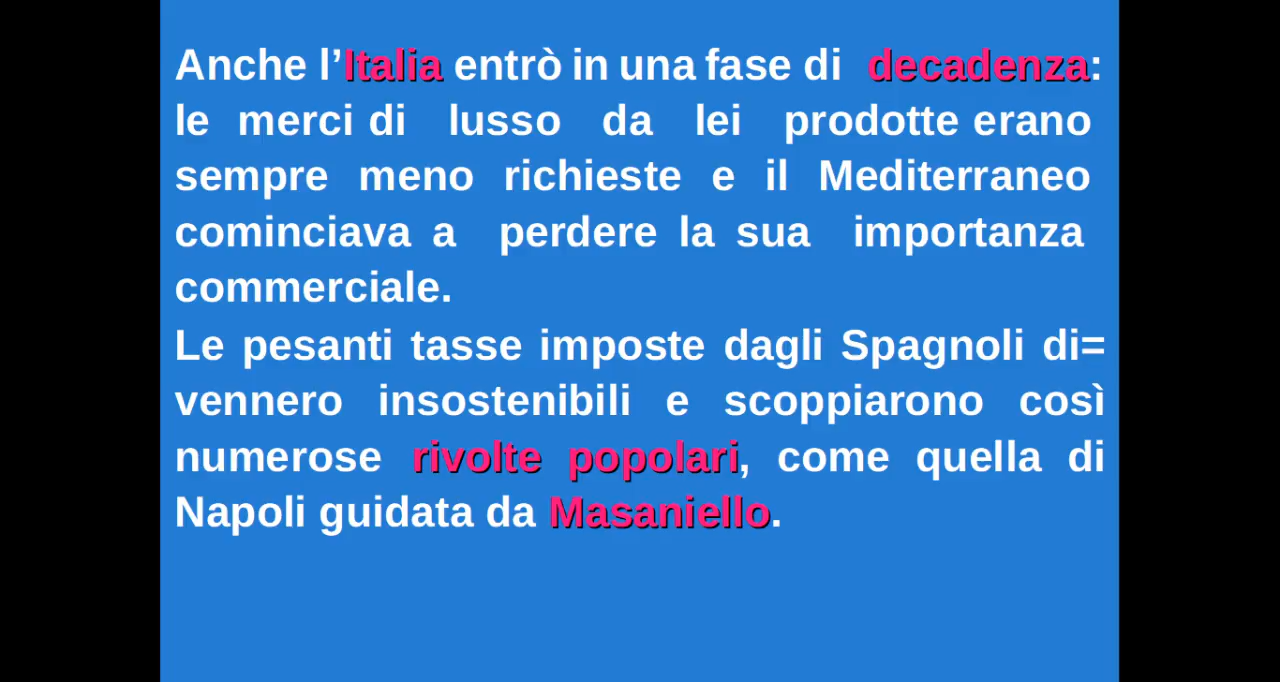 Anche l’Italia entrò in una fase di decadenza:
le merci di lusso da lei prodotte erano
sempre meno richieste e il Mediterraneo
cominciava a perdere la sua importanza
commerciale.
Le pesanti tasse imposte dagli Spagnoli di=
vennero insostenibili e scoppiarono così
numerose rivolte popolari, come quella di
Napoli guidata da Masaniello.